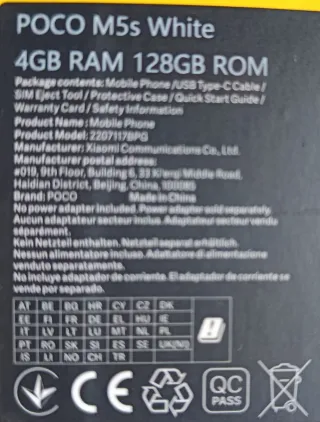 POCO M5s White
4GB RAM 128GB ROM
Package contents: Mobile Phone / USB Type-C Cable /
SIM Eject Tool / Protective Case / Quick Start Guide /
Warranty Card / Safety Information
Product Name: Mobile Phone
Product Model: 2207117BPG
Manufacturer: Xiaomi Communications Co., Ltd.
Manufacturer postal address:
#019, 9th Floor, Building 6, 33 Xi'erqi Middle Road,
Haidian District, Beijing, China, 100085
Brand: POCO Made in China
No power adapter included. Power adapter sold separately.
Aucun adaptateur secteur inclus. Adaptateur secteur vendu
séparément.
Kein Netzteil enthalten. Netzteil separat erhältlich.
Nessun alimentatore incluso. Adattatore di alimentazione
venduto separatamente.
No incluye adaptador de corriente. El adaptador de corriente se
vende por separado.
AT BE BG HR CY CZ DK
EE FI FR DE EL HU IE
IT LV LT LU MT NL PL
PT RO SK SI ES SE UK(NI)
IS LI NO CH TR
CE
QC
PASS